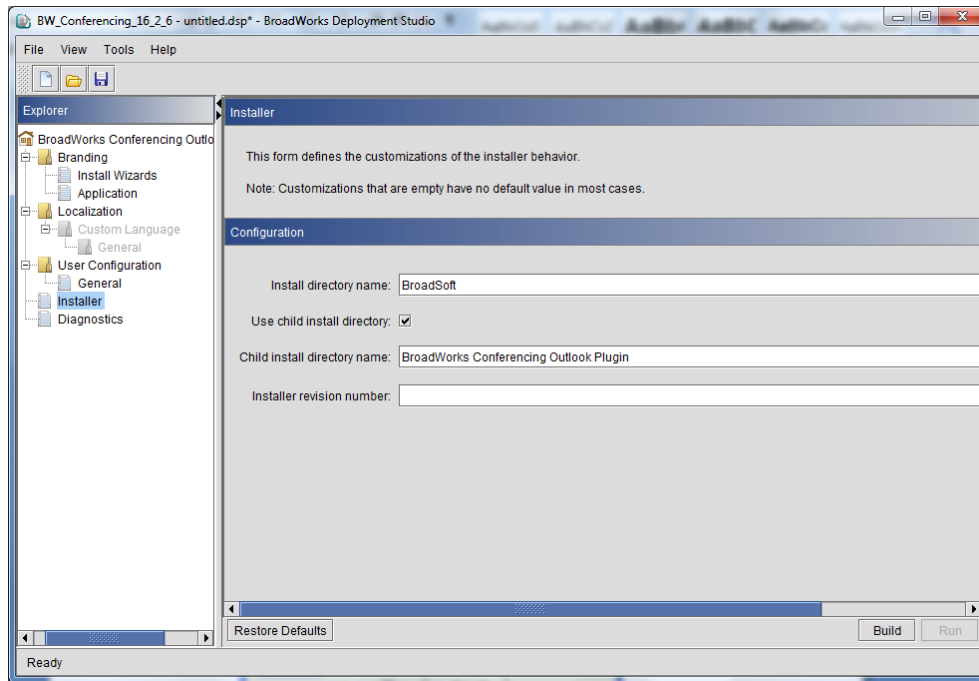 BW_Conferencing_16_2_6 - untitled.dsp* - BroadWorks Deployment Studio
File View Tools Help
Explorer
BroadWorks Conferencing Outlo
Branding
Install Wizards
Application
Localization
Custom Language
General
User Configuration
General
Installer
Diagnostics
Installer
This form defines the customizations of the installer behavior.
Note: Customizations that are empty have no default value in most cases.
Configuration
Install directory name: BroadSoft
Use child install directory:
Child install directory name: BroadWorks Conferencing Outlook Plugin
Installer revision number:
Restore Defaults Build Run
Ready